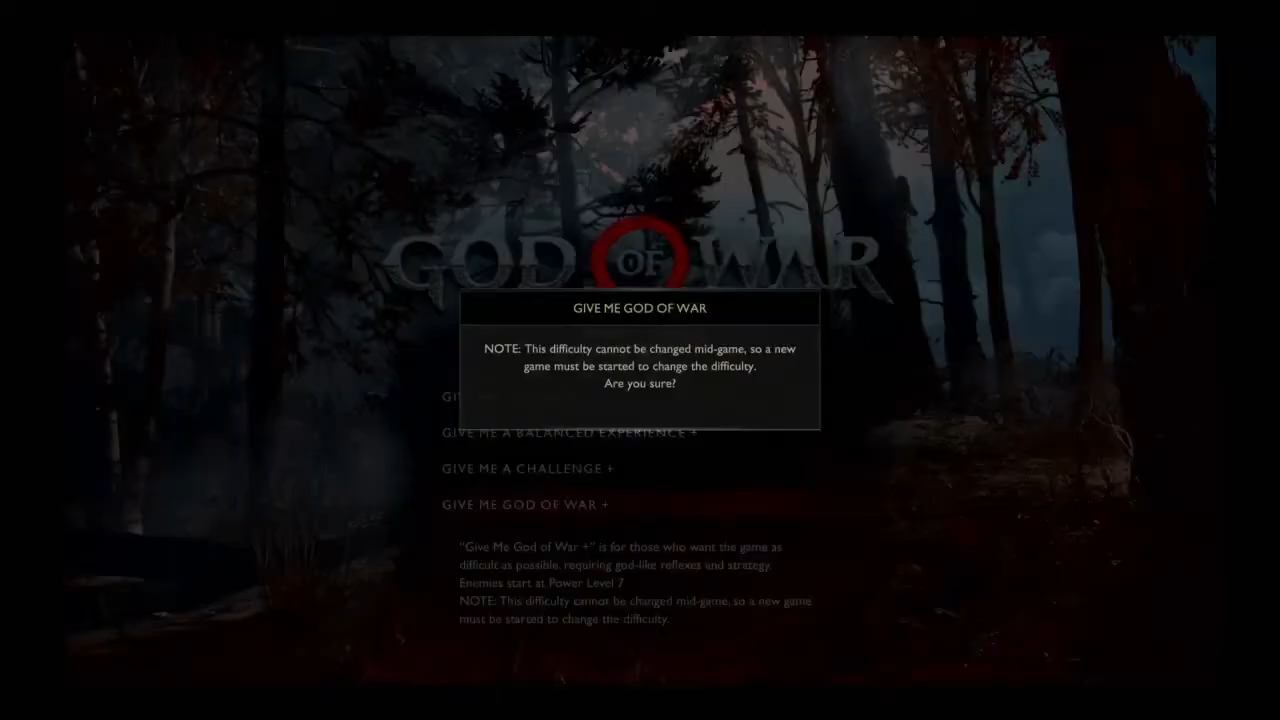 GOD OF WAR
GIVE ME GOD OF WAR
NOTE: This difficulty cannot be changed mid-game, so a new
game must be started to change the difficulty.
Are you sure?
GIVE ME A BALANCED EXPERIENCE +
GIVE ME A CHALLENGE +
GIVE ME GOD OF WAR +
"Give Me God of War +" is for those who want the game as
difficult as possible, requiring god-like reflexes and strategy.
Enemies start at Power Level 7
NOTE: This difficulty cannot be changed mid-game, so a new game
must be started to change the difficulty.